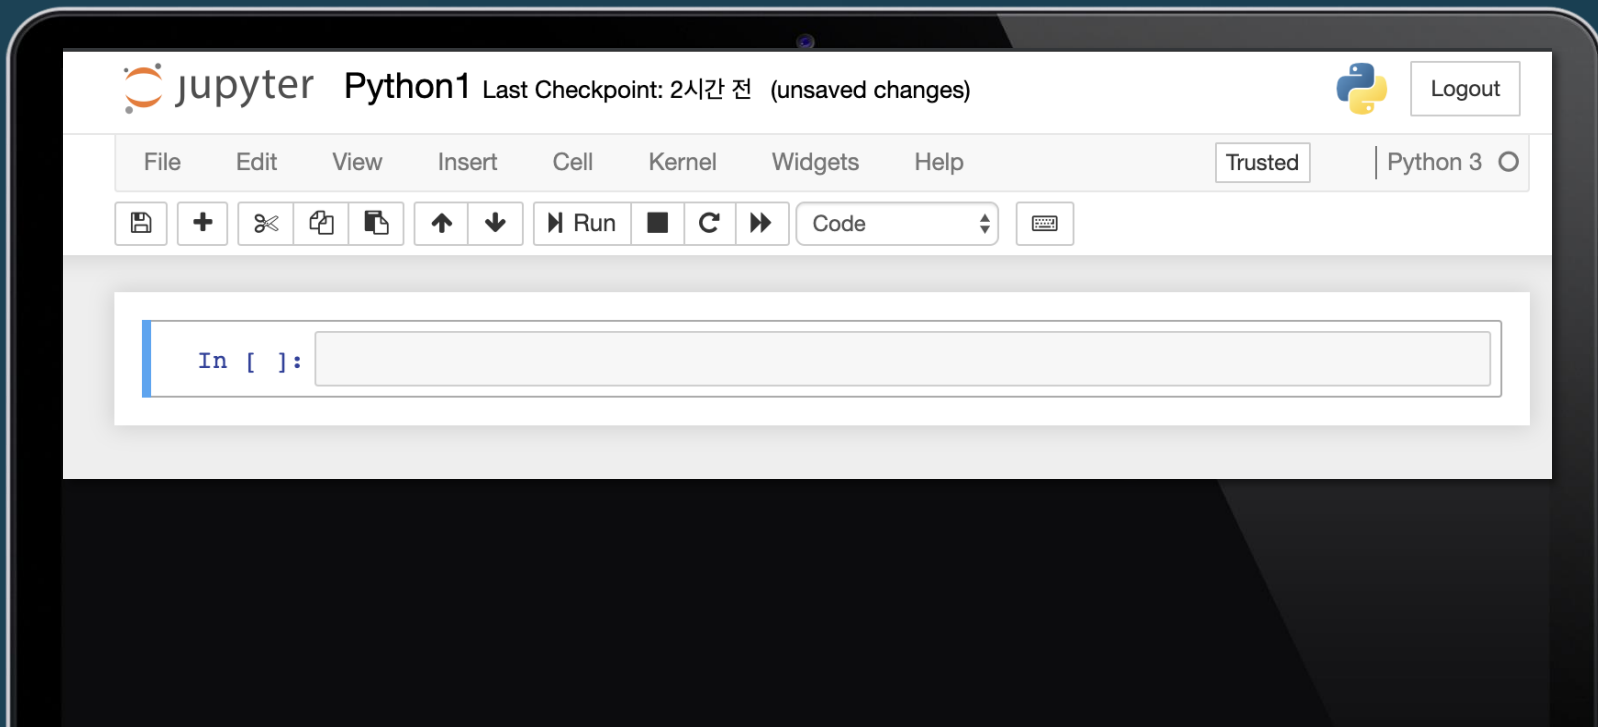 jupyter Python1 Last Checkpoint: 2시간 전 (unsaved changes) Logout
File Edit View Insert Cell Kernel Widgets Help Trusted Python 3
Run Code
In [ ]: